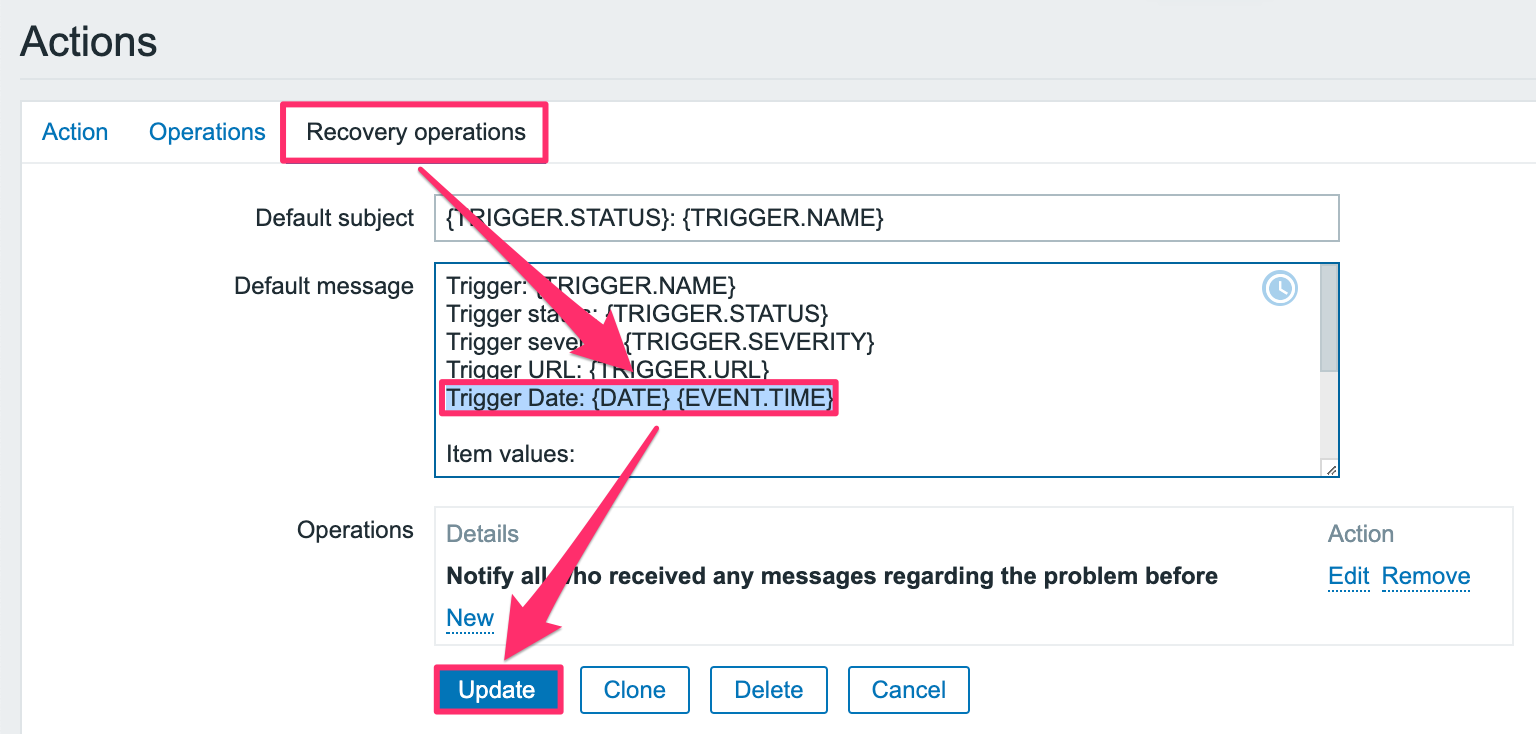 Actions
Action Operations Recovery operations
Default subject {TRIGGER.STATUS}: {TRIGGER.NAME}
Default message Trigger: {TRIGGER.NAME}
Trigger status: {TRIGGER.STATUS}
Trigger severity: {TRIGGER.SEVERITY}
Trigger URL: {TRIGGER.URL}
Trigger Date: {DATE} {EVENT.TIME}
Item values:
Operations Details Action
Notify all who received any messages regarding the problem before Edit Remove
New
Update Clone Delete Cancel